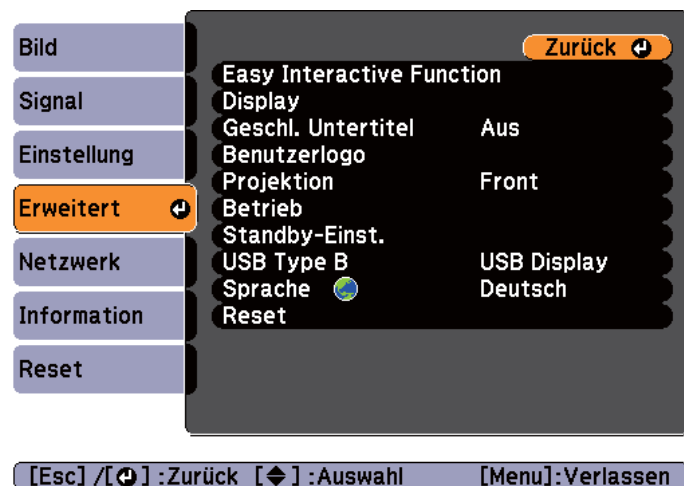 Bild
Signal
Einstellung
Erweitert
Netzwerk
Information
Reset
Zurück
Easy Interactive Function
Display
Geschl. Untertitel Aus
Benutzerlogo
Projektion Front
Betrieb
Standby-Einst.
USB Type B USB Display
Sprache Deutsch
Reset
[Esc] /[⏎] :Zurück [◆] :Auswahl [Menu]:Verlassen